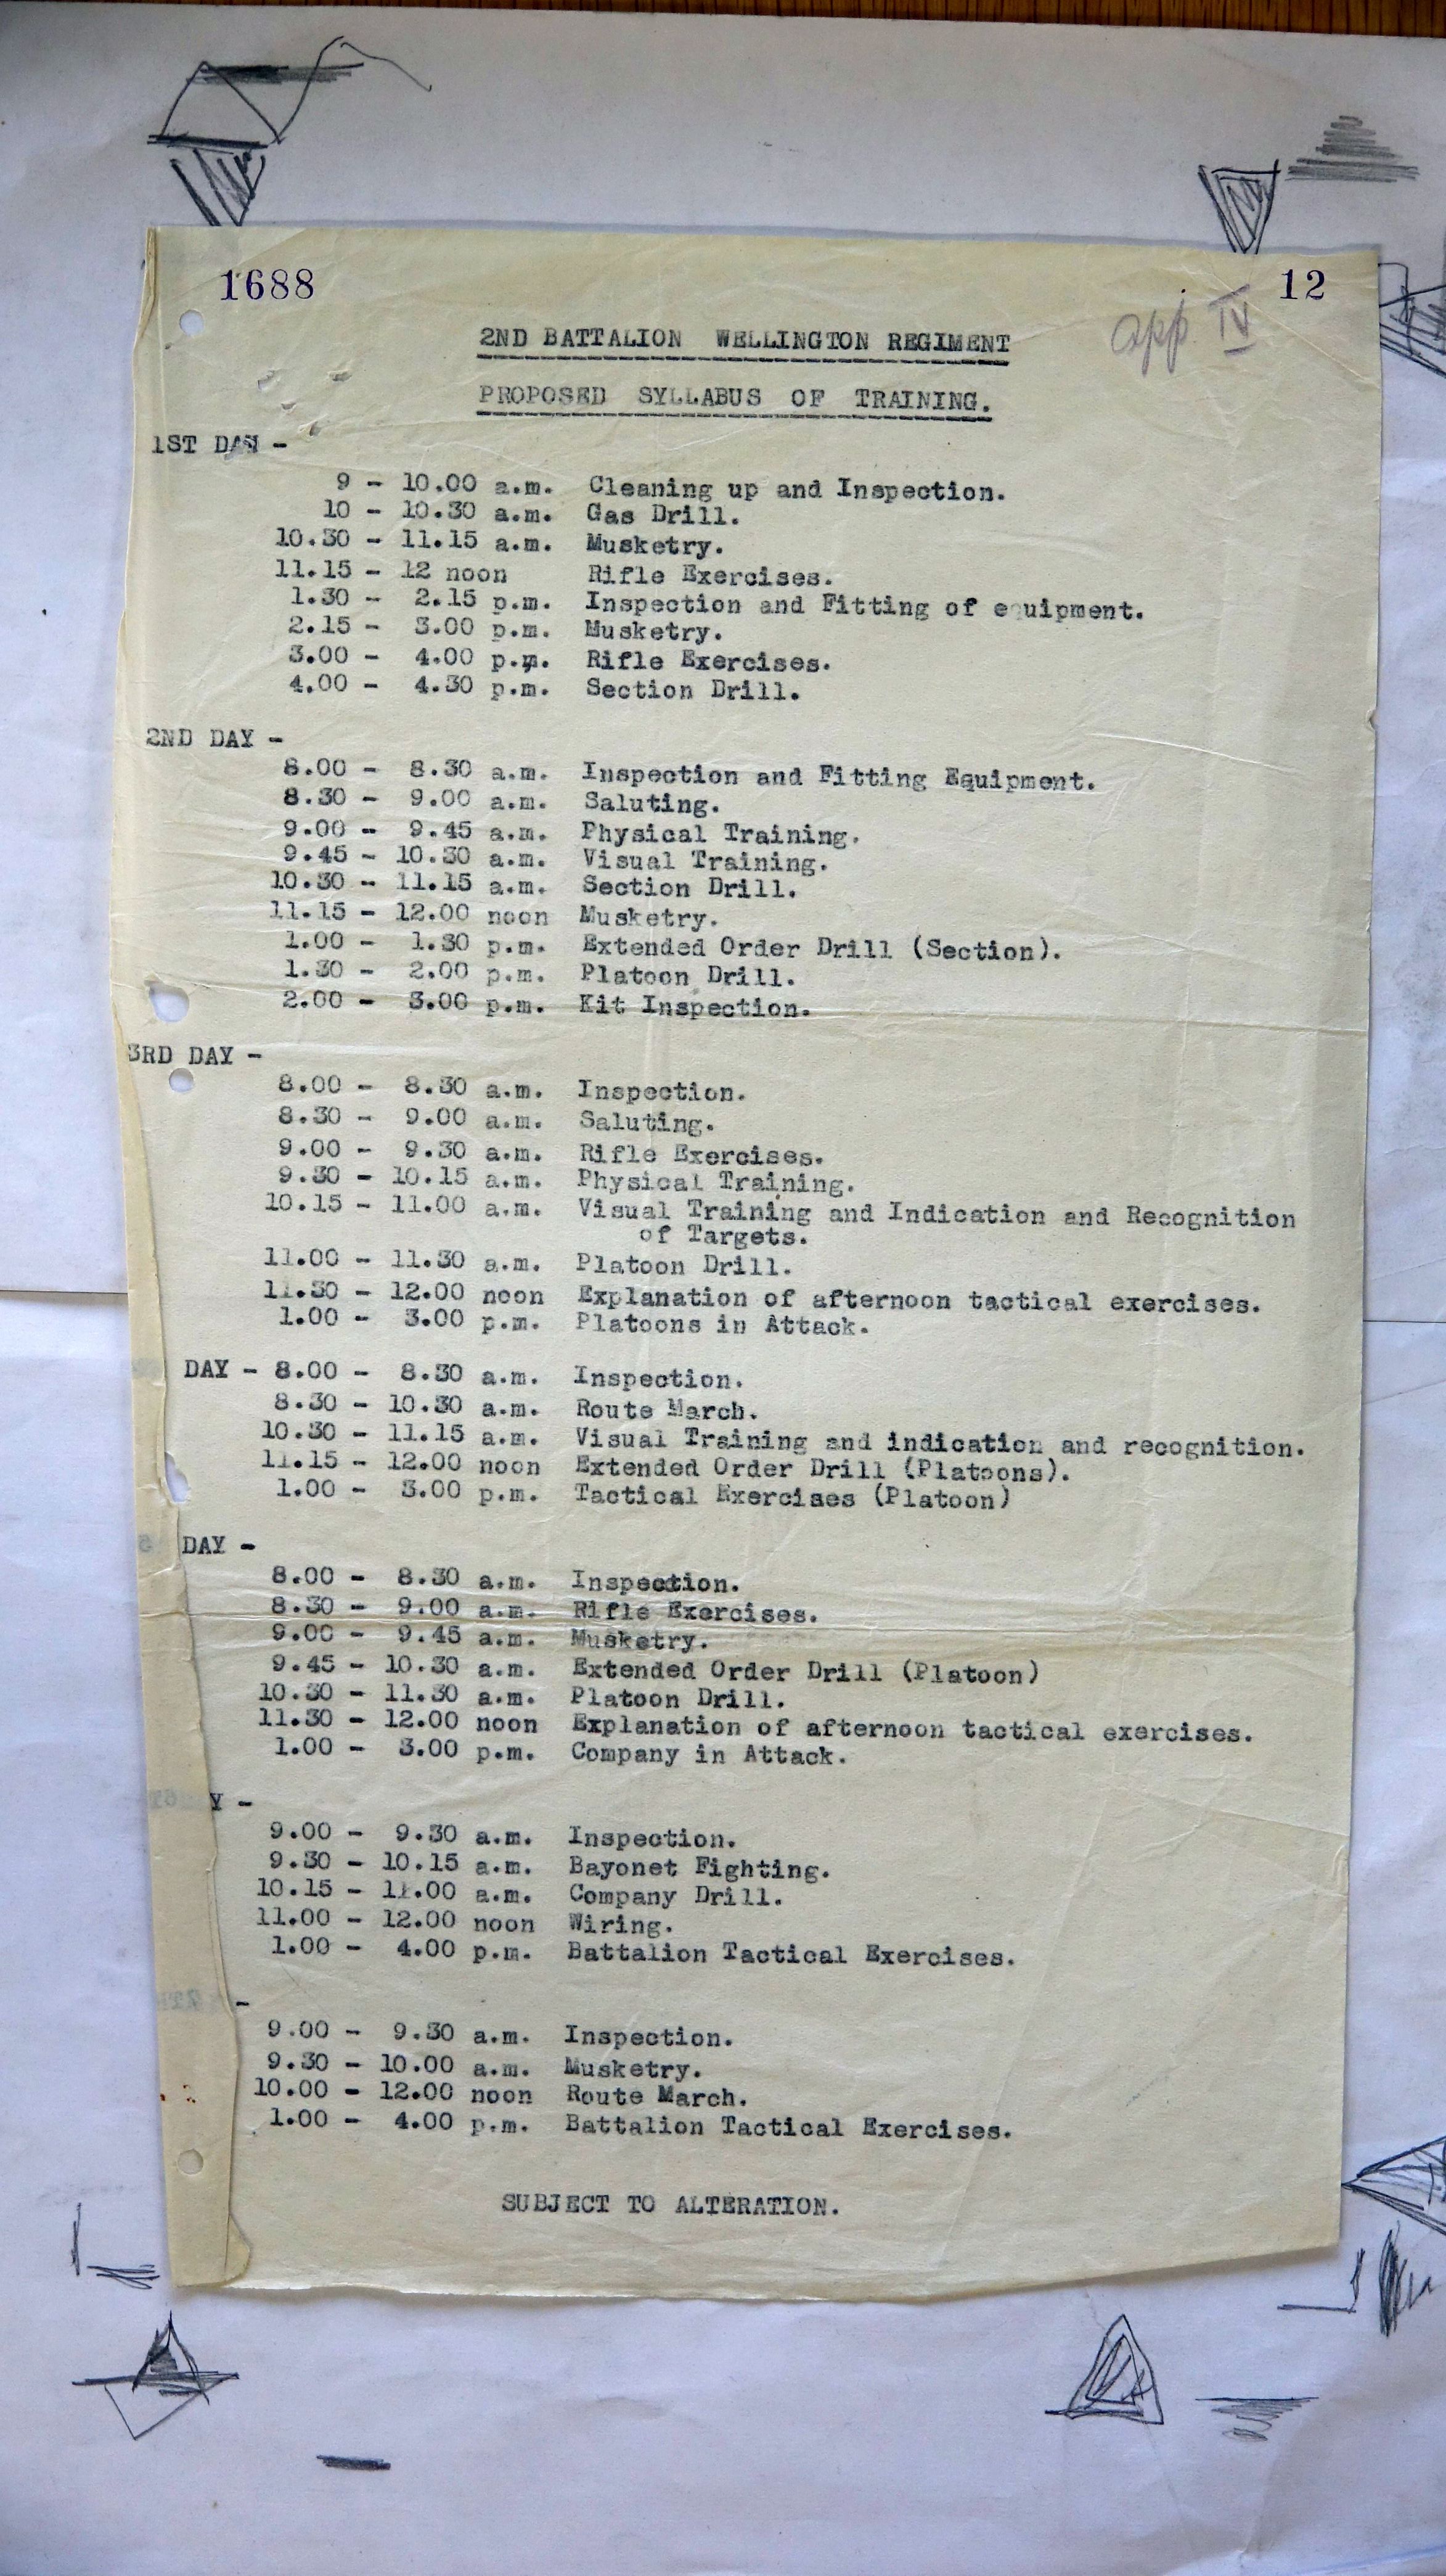 1688
12
app IV
2ND BATTALION WELLINGTON REGIMENT
PROPOSED SYLLABUS OF TRAINING.
1ST DAY -
9 - 10.00 a.m. Cleaning up and Inspection.
10 - 10.30 a.m. Gas Drill.
10.30 - 11.15 a.m. Musketry.
11.15 - 12 noon Rifle Exercises.
1.30 - 2.15 p.m. Inspection and Fitting of e uipment.
2.15 - 3.00 p.m. Musketry.
3.00 - 4.00 p.m. Rifle Exercises.
4.00 - 4.30 p.m. Section Drill.
2ND DAY -
8.00 - 8.30 a.m. Inspection and Fitting Equipment.
8.30 - 9.00 a.m. Saluting.
9.00 - 9.45 a.m. Physical Training.
9.45 - 10.30 a.m. Visual Training.
10.30 - 11.15 a.m. Section Drill.
11.15 - 12.00 noon Musketry.
1.00 - 1.30 p.m. Extended Order Drill (Section).
1.30 - 2.00 p.m. Platoon Drill.
2.00 - 3.00 p.m. Kit Inspection.
3RD DAY -
8.00 - 8.30 a.m. Inspection.
8.30 - 9.00 a.m. Saluting.
9.00 - 9.30 a.m. Rifle Exercises.
9.30 - 10.15 a.m. Physical Training.
10.15 - 11.00 a.m. Visual Training and Indication and Recognition
of Targets.
11.00 - 11.30 a.m. Platoon Drill.
11.30 - 12.00 noon Explanation of afternoon tactical exercises.
1.00 - 3.00 p.m. Platoons in Attack.
DAY - 8.00 - 8.30 a.m. Inspection.
8.30 - 10.30 a.m. Route March.
10.30 - 11.15 a.m. Visual Training and indication and recognition.
11.15 - 12.00 noon Extended Order Drill (Platoons).
1.00 - 3.00 p.m. Tactical Exercises (Platoon)
DAY -
8.00 - 8.30 a.m. Inspection.
8.30 - 9.00 a.m. Rifle Exercises.
9.00 - 9.45 a.m. Musketry.
9.45 - 10.30 a.m. Extended Order Drill (Platoon)
10.30 - 11.30 a.m. Platoon Drill.
11.30 - 12.00 noon Explanation of afternoon tactical exercises.
1.00 - 3.00 p.m. Company in Attack.
Y -
9.00 - 9.30 a.m. Inspection.
9.30 - 10.15 a.m. Bayonet Fighting.
10.15 - 11.00 a.m. Company Drill.
11.00 - 12.00 noon Wiring.
1.00 - 4.00 p.m. Battalion Tactical Exercises.
-
9.00 - 9.30 a.m. Inspection.
9.30 - 10.00 a.m. Musketry.
10.00 - 12.00 noon Route March.
1.00 - 4.00 p.m. Battalion Tactical Exercises.
SUBJECT TO ALTERATION.